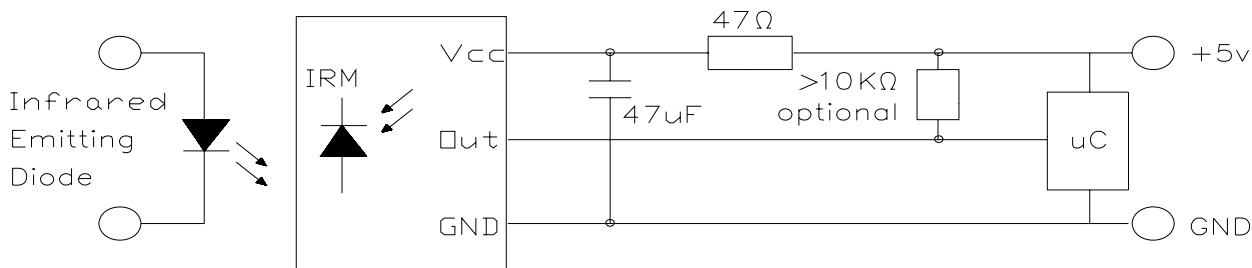 Infrared
Emitting
Diode
IRM
Vcc
Out
GND
47uF
47Ω
>10KΩ
optional
uC
+5v
GND